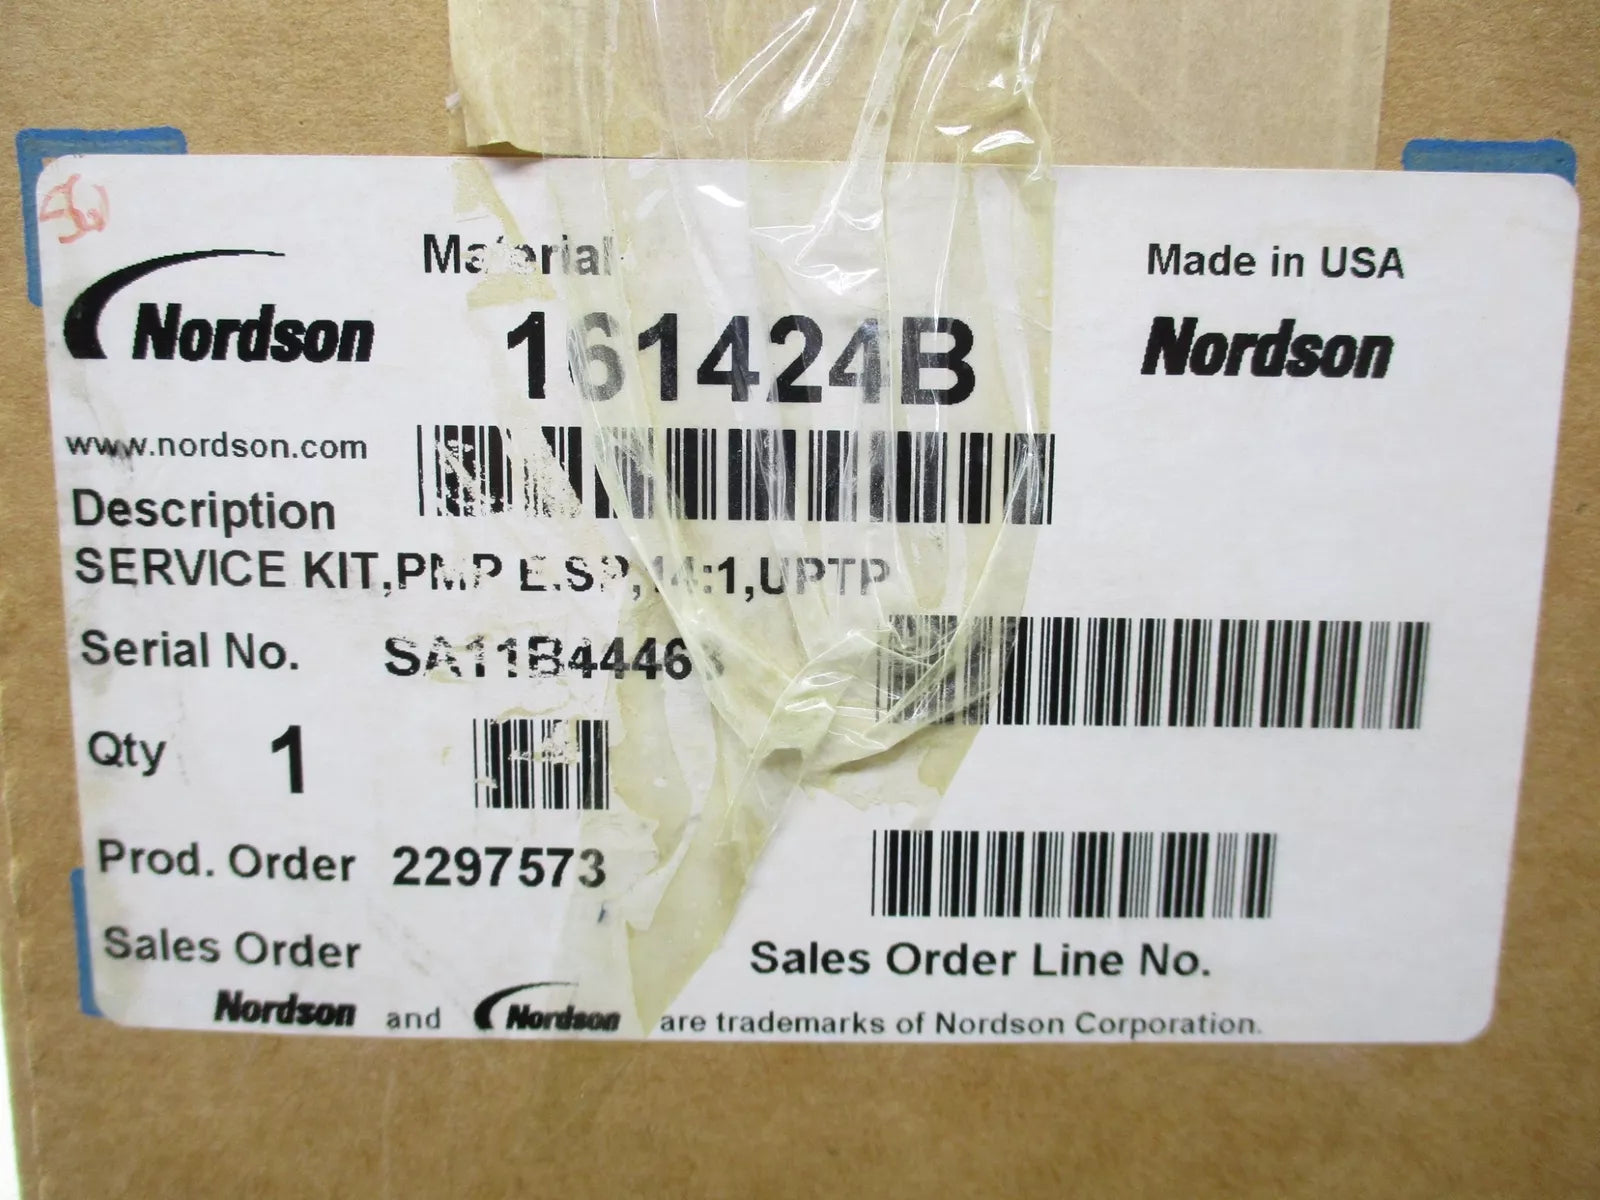 Material
Made in USA
Nordson
161424B
Nordson
www.nordson.com
Description
SERVICE KIT,PMP E.SP,14:1,UPTP
Serial No.
Qty 1
Prod. Order 2297573
Sales Order
Sales Order Line No.
Nordson and Nordson are trademarks of Nordson Corporation.